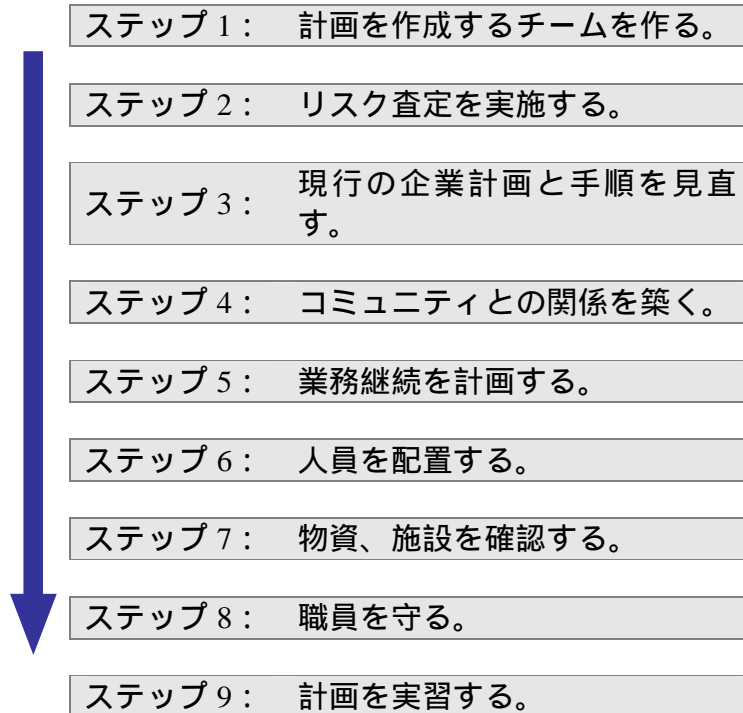 ステップ 1： 計画を作成するチームを作る。
ステップ 2： リスク査定を実施する。
ステップ 3： 現行の企業計画と手順を見直
す。
ステップ 4： コミュニティとの関係を築く。
ステップ 5： 業務継続を計画する。
ステップ 6： 人員を配置する。
ステップ 7： 物資、施設を確認する。
ステップ 8： 職員を守る。
ステップ 9： 計画を実習する。